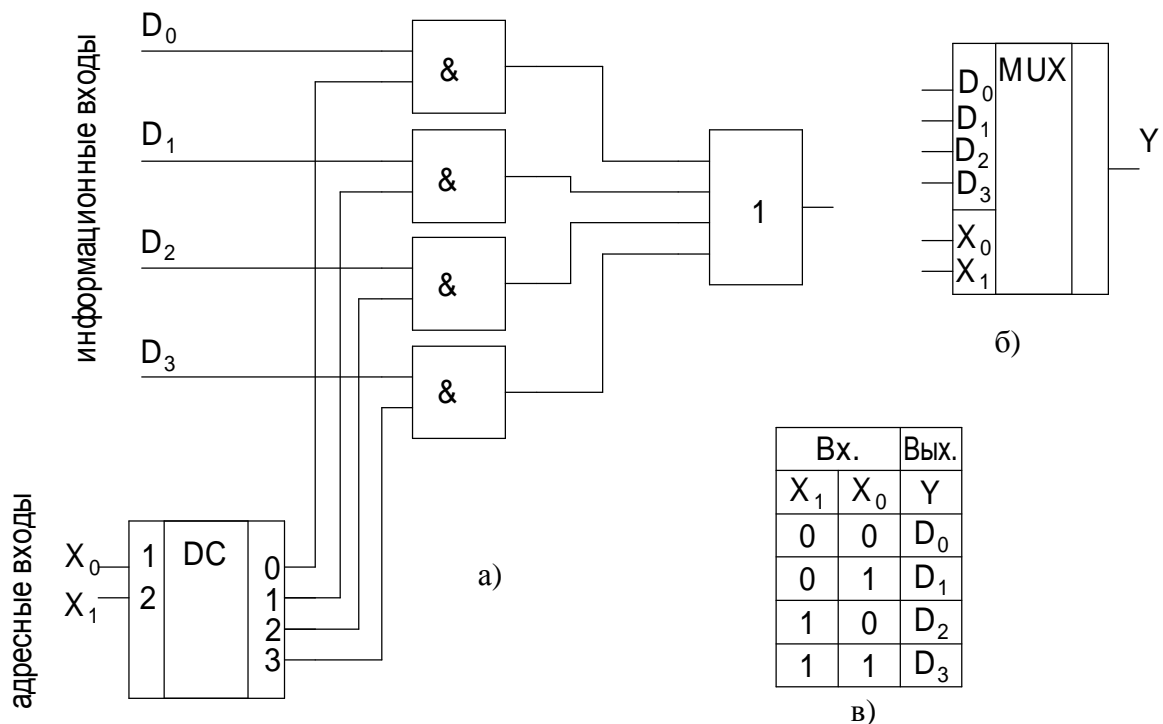 информационные входы
D0
&
D1
&
D2
&
D3
&
1
адресные входы
X0
X1
1
2
DC
0
1
2
3
а)
MUX
D0
D1
D2
D3
X0
X1
Y
б)
Вх. Вых.
X1 X0 Y
0 0 D0
0 1 D1
1 0 D2
1 1 D3
в)